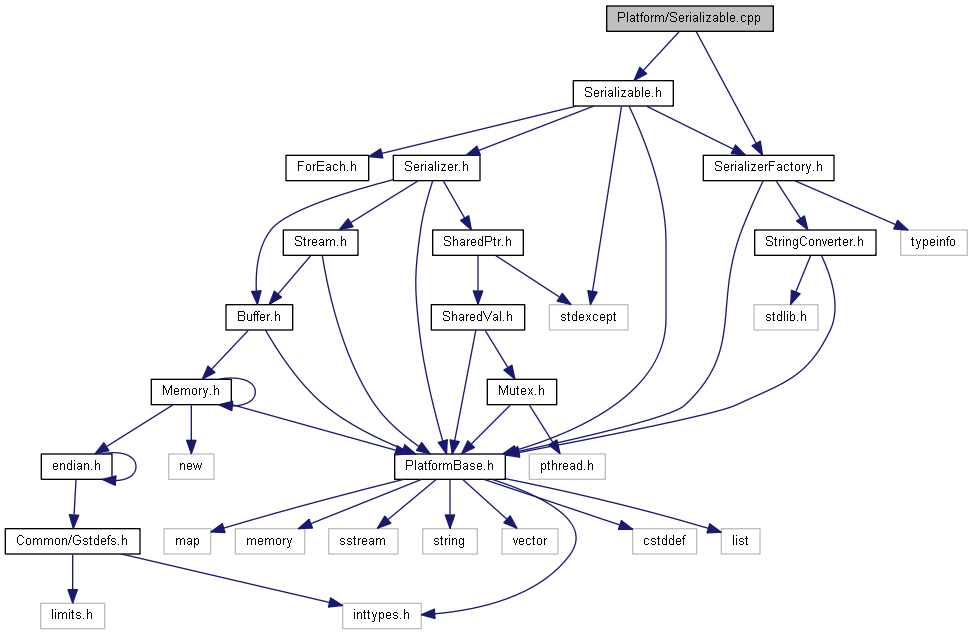 Platform/Serializable.cpp
Serializable.h
ForEach.h
Serializer.h
SerializerFactory.h
Stream.h
SharedPtr.h
StringConverter.h
typeinfo
Buffer.h
SharedVal.h
stdexcept
stdlib.h
Memory.h
Mutex.h
endian.h
new
PlatformBase.h
pthread.h
Common/Gstdefs.h
map
memory
sstream
string
vector
cstddef
list
limits.h
inttypes.h